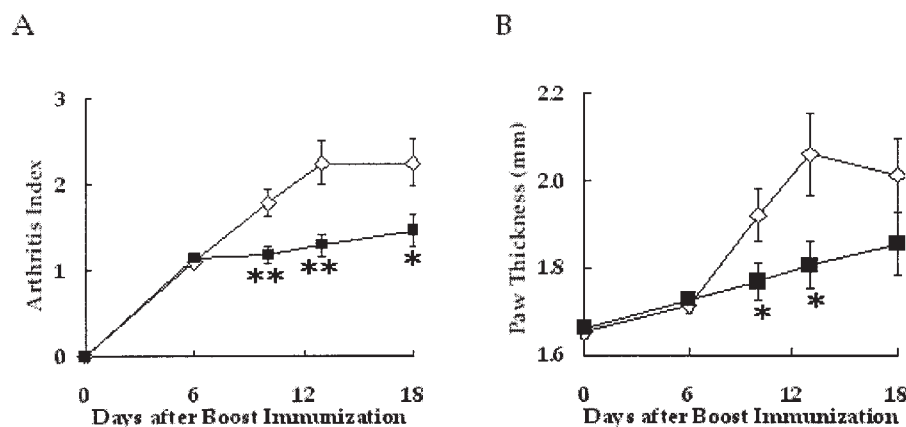 A
3
2
1
0
Arthritis Index
** ** *
0 6 12 18
Days after Boost Immunization
B
2.2
2.0
1.8
1.6
Paw Thickness (mm)
* *
0 6 12 18
Days after Boost Immunization